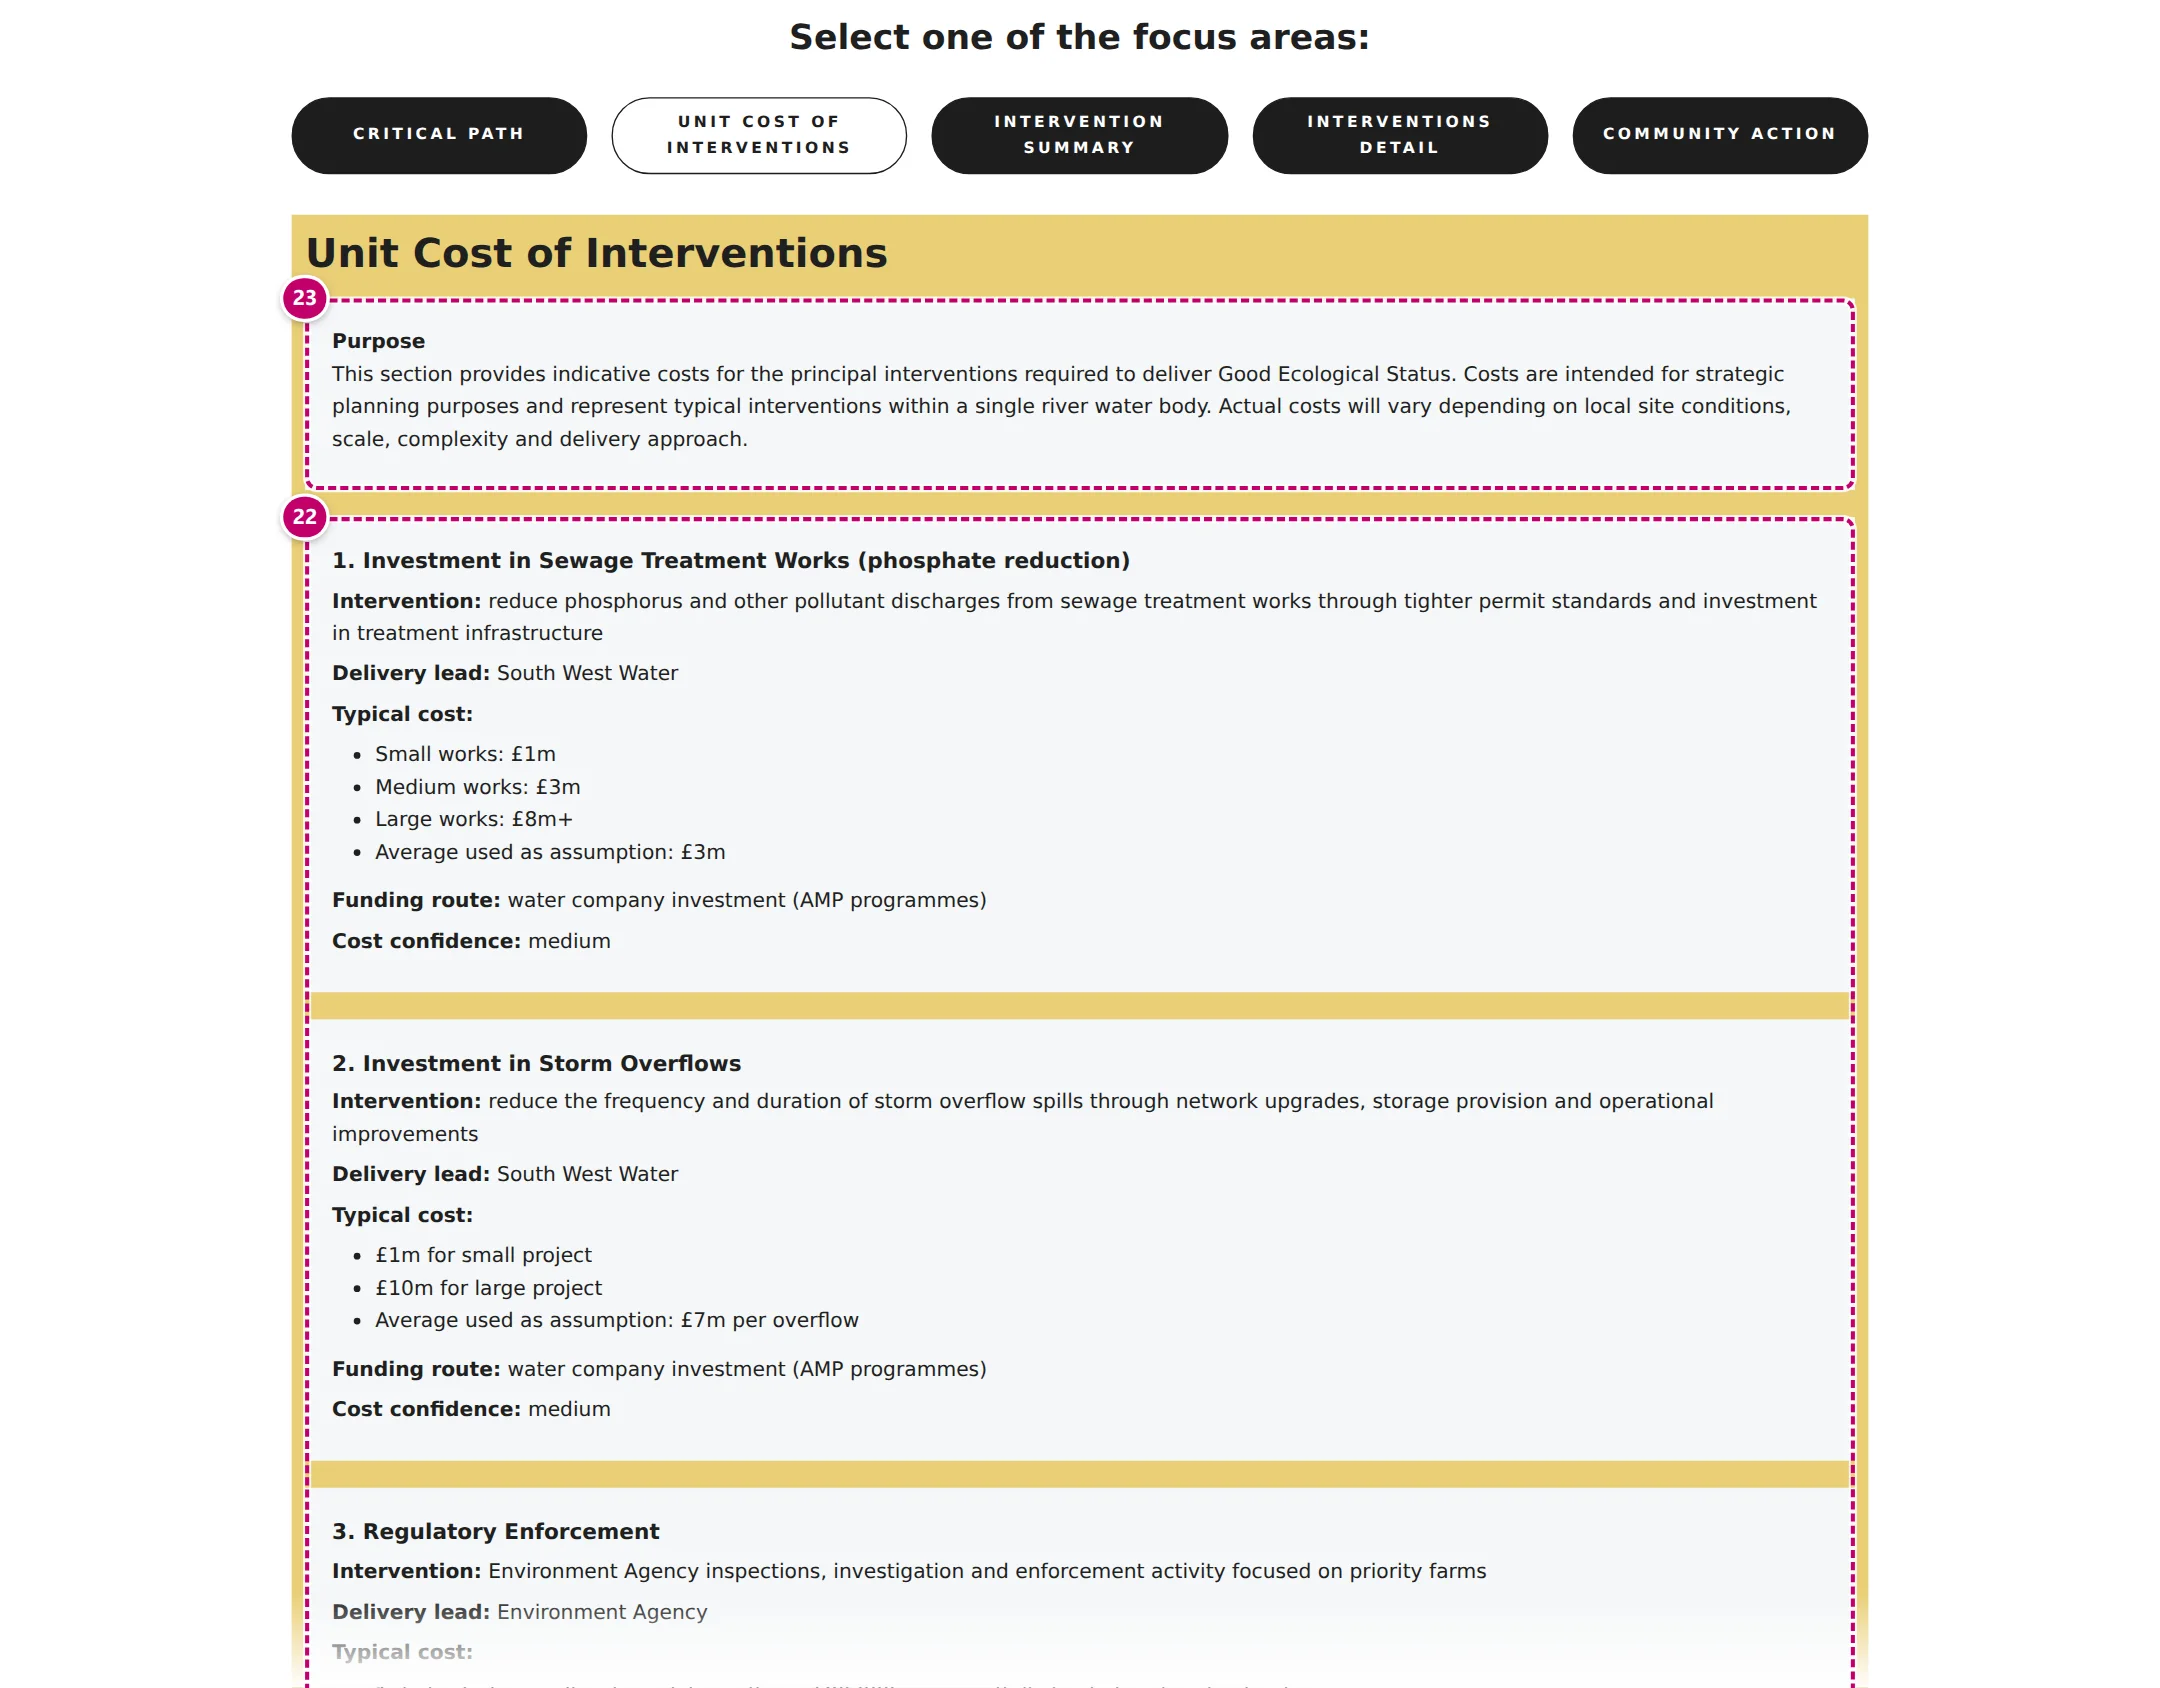 Select one of the focus areas:
CRITICAL PATH
UNIT COST OF
INTERVENTIONS
INTERVENTION
SUMMARY
INTERVENTIONS
DETAIL
COMMUNITY ACTION
Unit Cost of Interventions
23
Purpose
This section provides indicative costs for the principal interventions required to deliver Good Ecological Status. Costs are intended for strategic
planning purposes and represent typical interventions within a single river water body. Actual costs will vary depending on local site conditions,
scale, complexity and delivery approach.
22
1. Investment in Sewage Treatment Works (phosphate reduction)
Intervention: reduce phosphorus and other pollutant discharges from sewage treatment works through tighter permit standards and investment
in treatment infrastructure
Delivery lead: South West Water
Typical cost:
• Small works: £1m
• Medium works: £3m
• Large works: £8m+
• Average used as assumption: £3m
Funding route: water company investment (AMP programmes)
Cost confidence: medium
2. Investment in Storm Overflows
Intervention: reduce the frequency and duration of storm overflow spills through network upgrades, storage provision and operational
improvements
Delivery lead: South West Water
Typical cost:
• £1m for small project
• £10m for large project
• Average used as assumption: £7m per overflow
Funding route: water company investment (AMP programmes)
Cost confidence: medium
3. Regulatory Enforcement
Intervention: Environment Agency inspections, investigation and enforcement activity focused on priority farms
Delivery lead: Environment Agency
Typical cost: